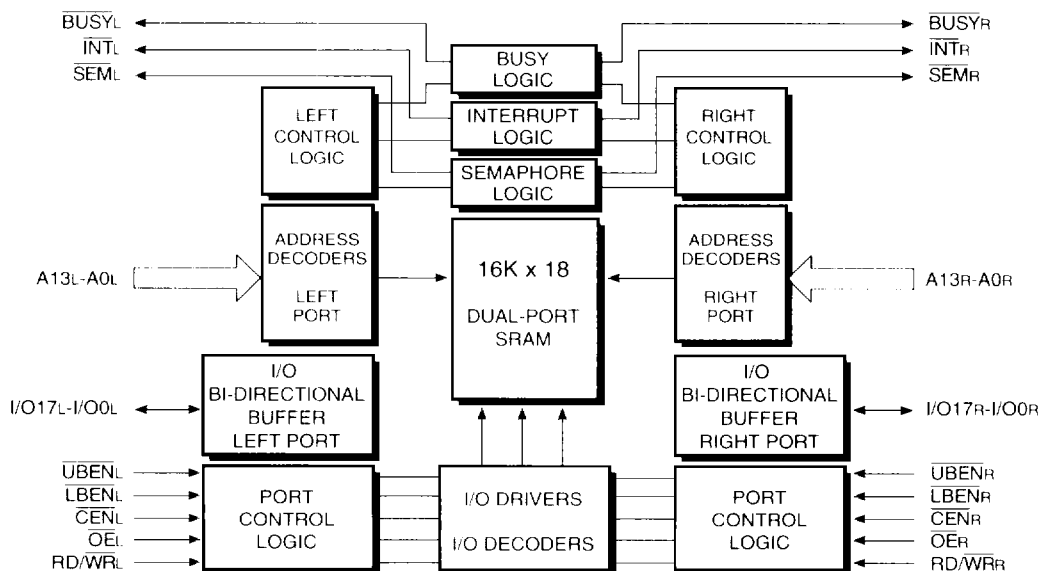 BUSYL
INTL
SEML
BUSY
LOGIC
INTERRUPT
LOGIC
SEMAPHORE
LOGIC
BUSYR
INTR
SEMR
LEFT
CONTROL
LOGIC
RIGHT
CONTROL
LOGIC
A13L-A0L
ADDRESS
DECODERS
LEFT
PORT
16K x 18
DUAL-PORT
SRAM
ADDRESS
DECODERS
RIGHT
PORT
A13R-A0R
I/O17L-I/O0L
I/O
BI-DIRECTIONAL
BUFFER
LEFT PORT
I/O
BI-DIRECTIONAL
BUFFER
RIGHT PORT
I/O17R-I/O0R
UBENL
LBENL
CENL
OEL
RD/WRL
PORT
CONTROL
LOGIC
I/O DRIVERS
I/O DECODERS
PORT
CONTROL
LOGIC
UBENR
LBENR
CENR
OER
RD/WRR